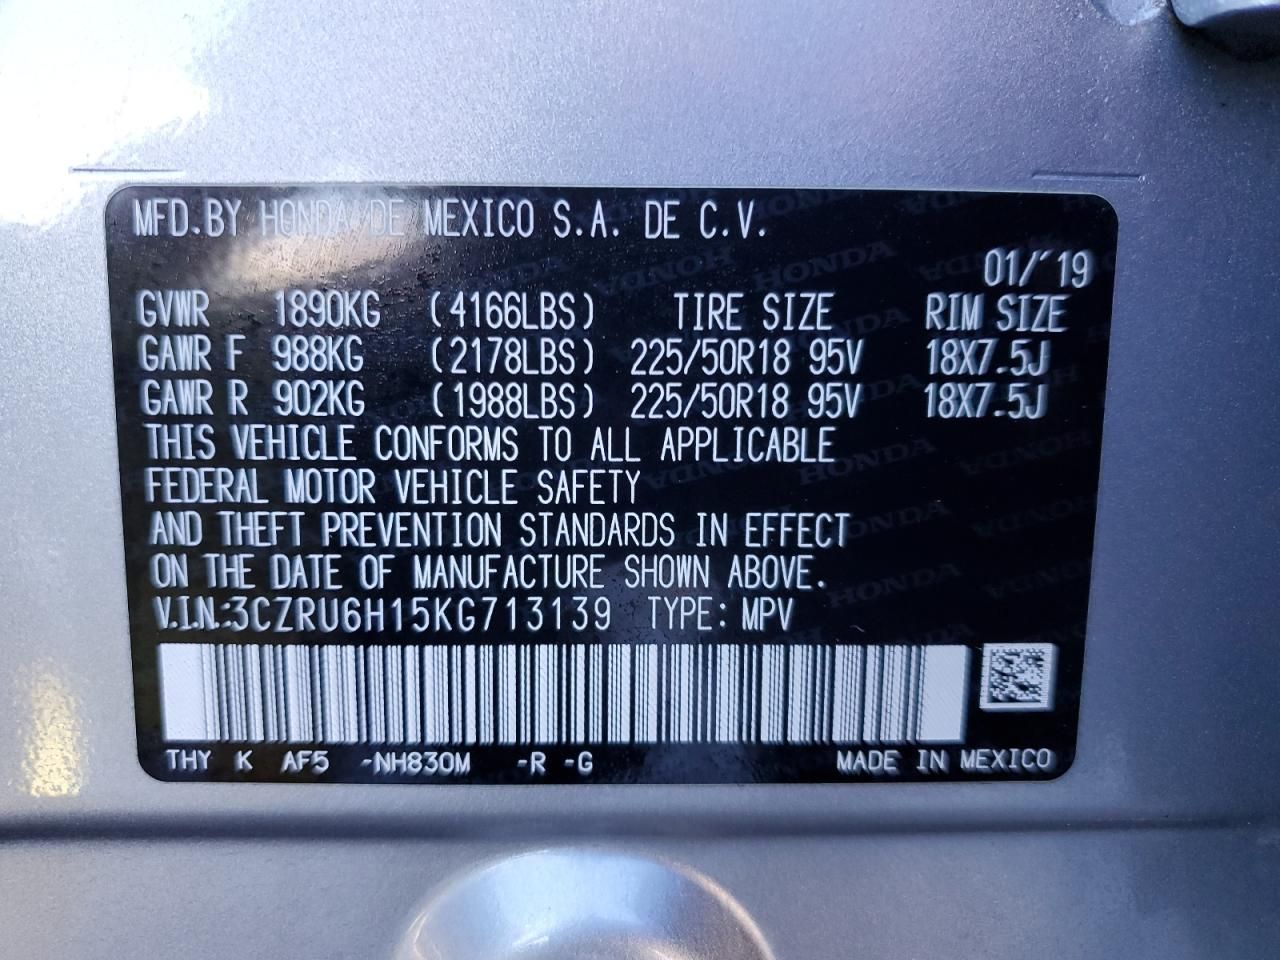 MFD.BY HONDA DE MEXICO S.A. DE C.V.
01/'19
GVWR 1890KG (4166LBS) TIRE SIZE RIM SIZE
GAWR F 988KG (2178LBS) 225/50R18 95V 18X7.5J
GAWR R 902KG (1988LBS) 225/50R18 95V 18X7.5J
THIS VEHICLE CONFORMS TO ALL APPLICABLE
FEDERAL MOTOR VEHICLE SAFETY
AND THEFT PREVENTION STANDARDS IN EFFECT
ON THE DATE OF MANUFACTURE SHOWN ABOVE.
V.I.N.:3CZRU6H15KG713139 TYPE: MPV
THY K AF5 -NH830M -R -G MADE IN MEXICO